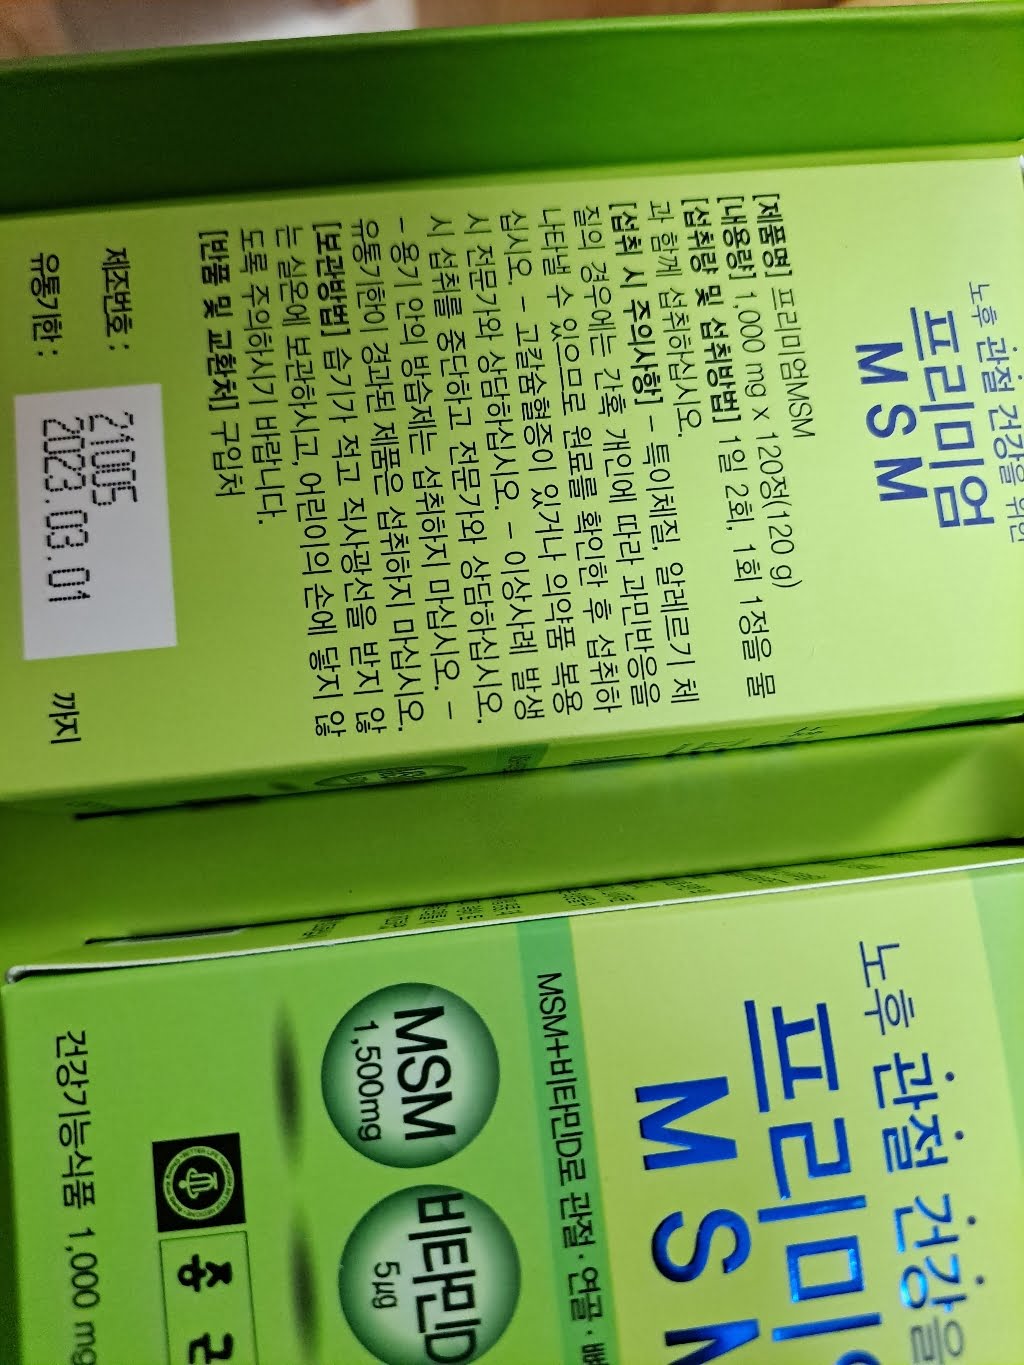 노후 관절 건강을 위한
프리미엄
MSM
[제품명] 프리미엄MSM
[내용량] 1,000 mg X 120정(120 g)
[섭취량 및 섭취방법] 1일 2회, 1회 1정을 물
과 함께 섭취하십시오.
[섭취 시 주의사항] - 특이체질, 알레르기 체
질의 경우에는 간혹 개인에 따라 과민반응을
나타낼 수 있으므로 원료를 확인한 후 섭취하
십시오. - 고칼슘혈증이 있거나 의약품 복용
시 전문가와 상담하십시오. - 이상사례 발생
시 섭취를 중단하고 전문가와 상담하십시오.
- 용기 안의 방습제는 섭취하지 마십시오. -
유통기한이 경과된 제품은 섭취하지 마십시오.
[보관방법] 습기가 적고 직사광선을 받지 않
는 실온에 보관하시고, 어린이의 손에 닿지 않
도록 주의하시기 바랍니다.
[반품 및 교환처] 구입처
제조번호 : 21005
유통기한 : 2023.03.01 까지
노후 관절 건강을
프리미
MS
MSM+비타민D로 관절·연골·뼈
MSM
1,500mg
비타민D
5µg
종근
건강기능식품 1,000 mg